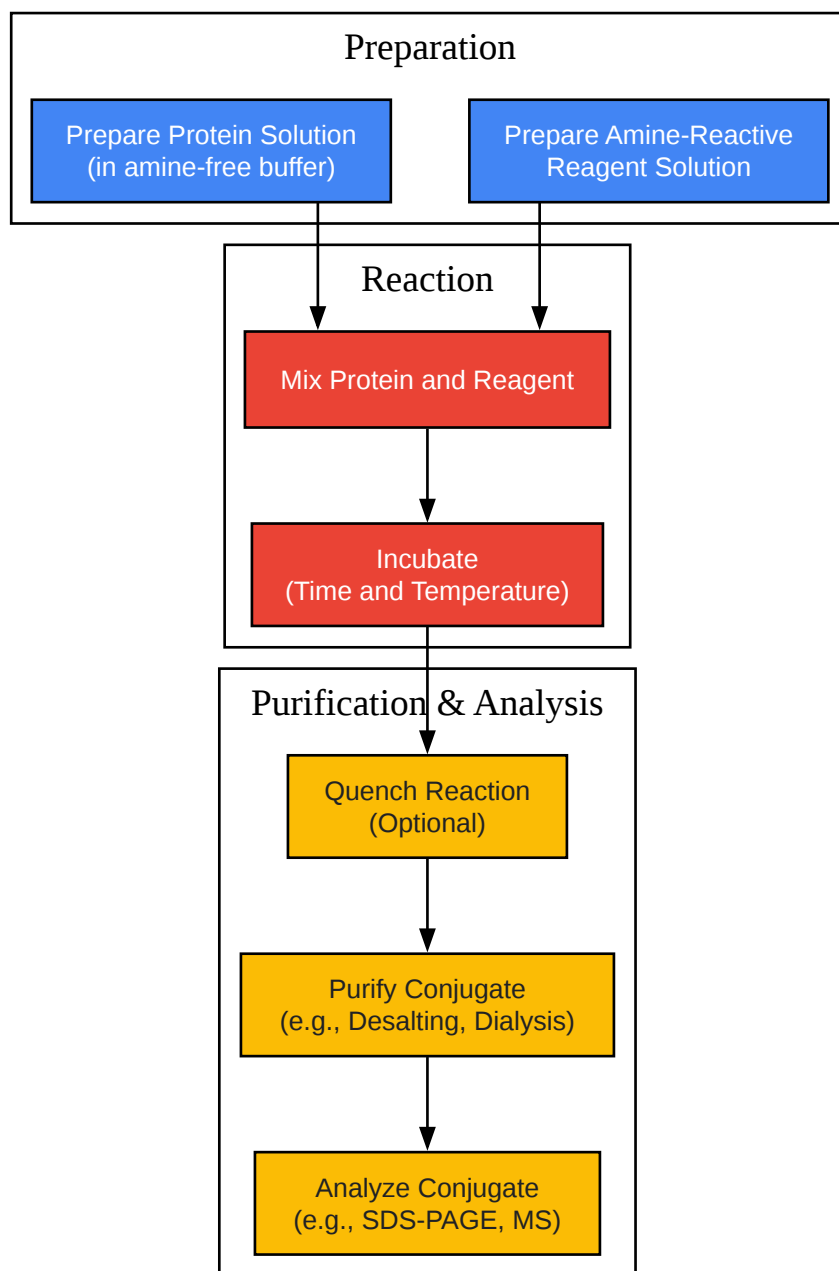 Preparation
Prepare Protein Solution
(in amine-free buffer)
Prepare Amine-Reactive
Reagent Solution
Reaction
Mix Protein and Reagent
Incubate
(Time and Temperature)
Purification & Analysis
Quench Reaction
(Optional)
Purify Conjugate
(e.g., Desalting, Dialysis)
Analyze Conjugate
(e.g., SDS-PAGE, MS)